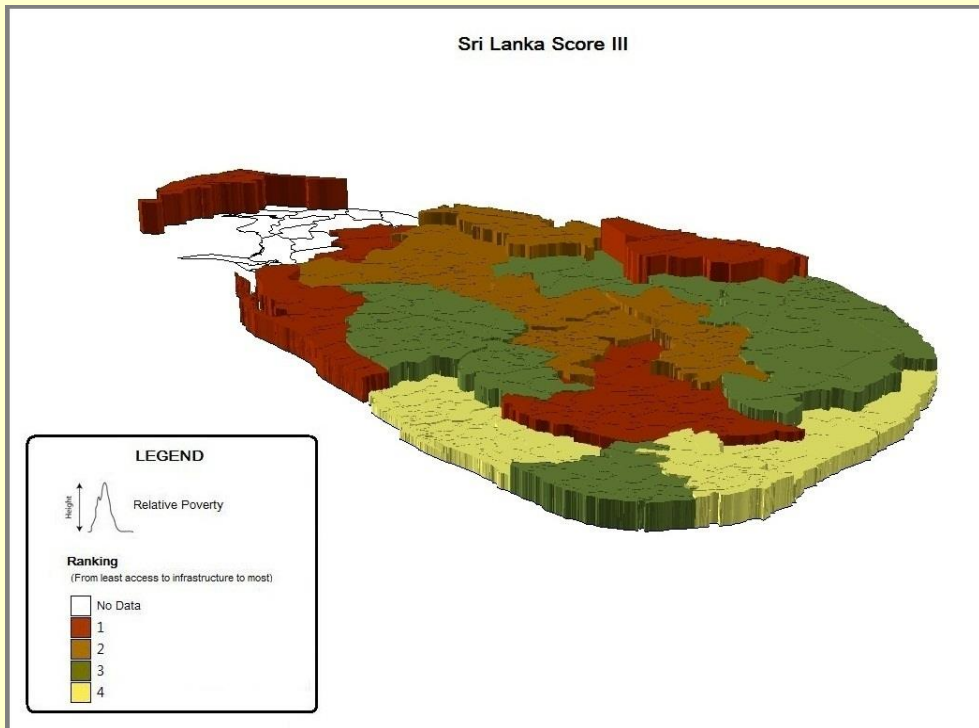 Sri Lanka Score III
LEGEND
Height
Relative Poverty
Ranking
(From least access to infrastructure to most)
No Data
1
2
3
4